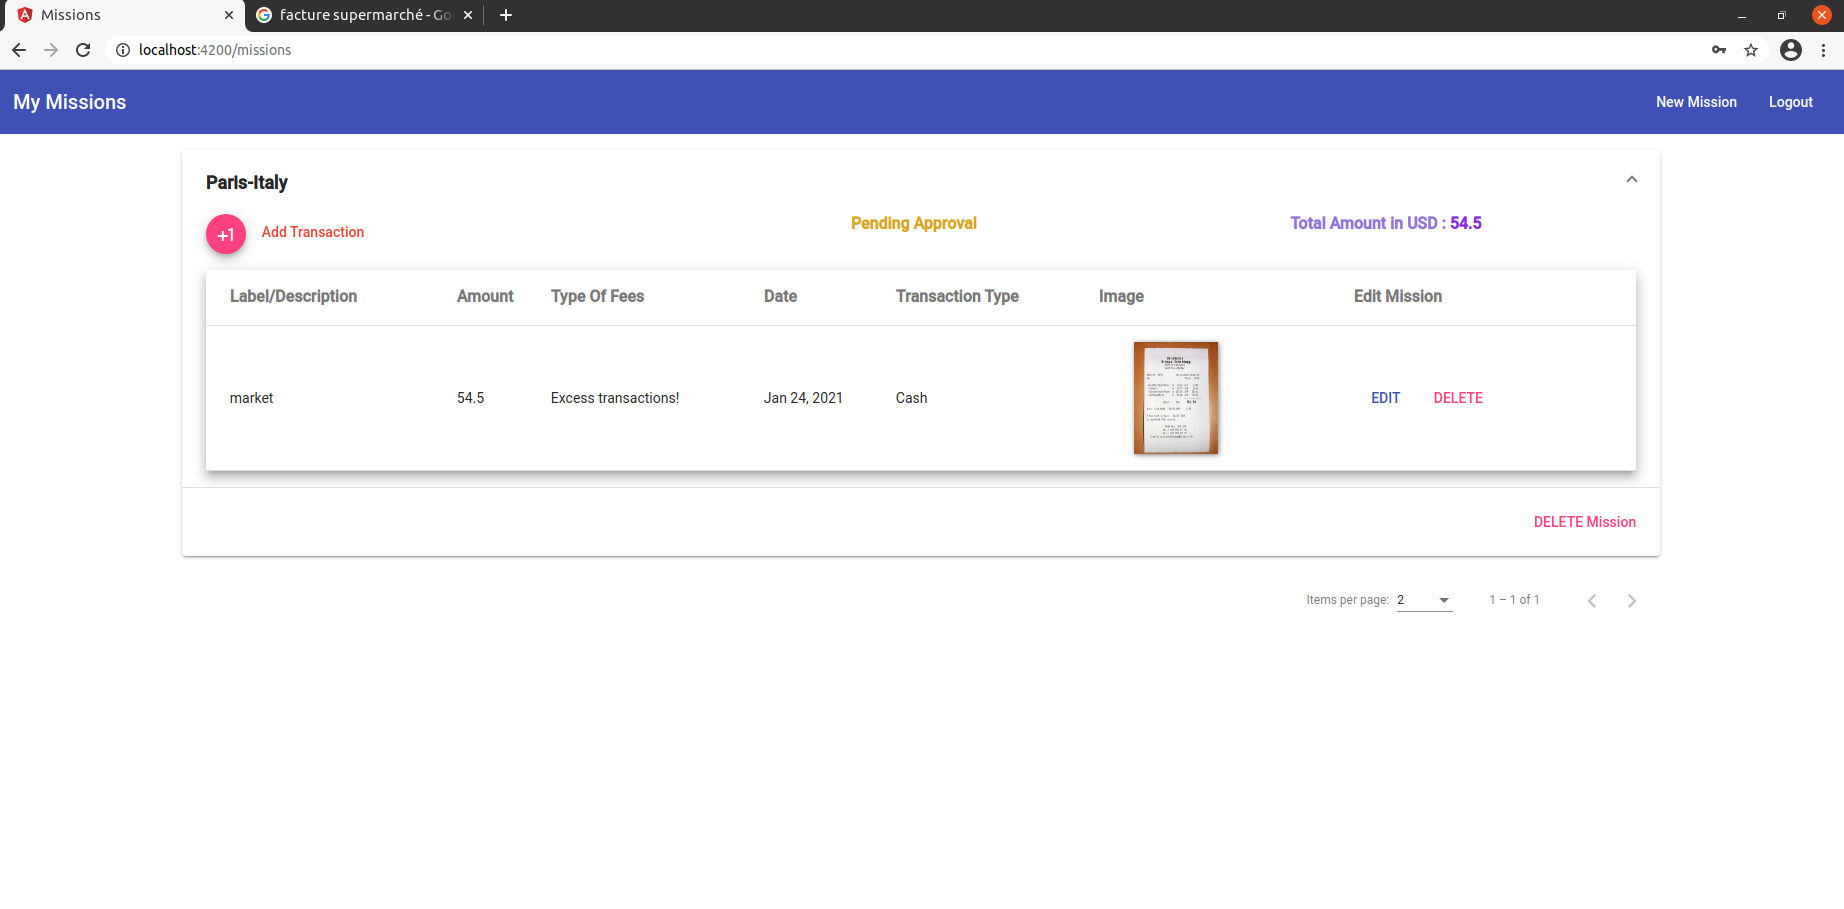 Missions
facture supermarché - Go
localhost:4200/missions
My Missions
New Mission
Logout
Paris-Italy
+1
Add Transaction
Pending Approval
Total Amount in USD : 54.5
Label/Description
Amount
Type Of Fees
Date
Transaction Type
Image
Edit Mission
market
54.5
Excess transactions!
Jan 24, 2021
Cash
EDIT
DELETE
DELETE Mission
Items per page: 2
1 – 1 of 1